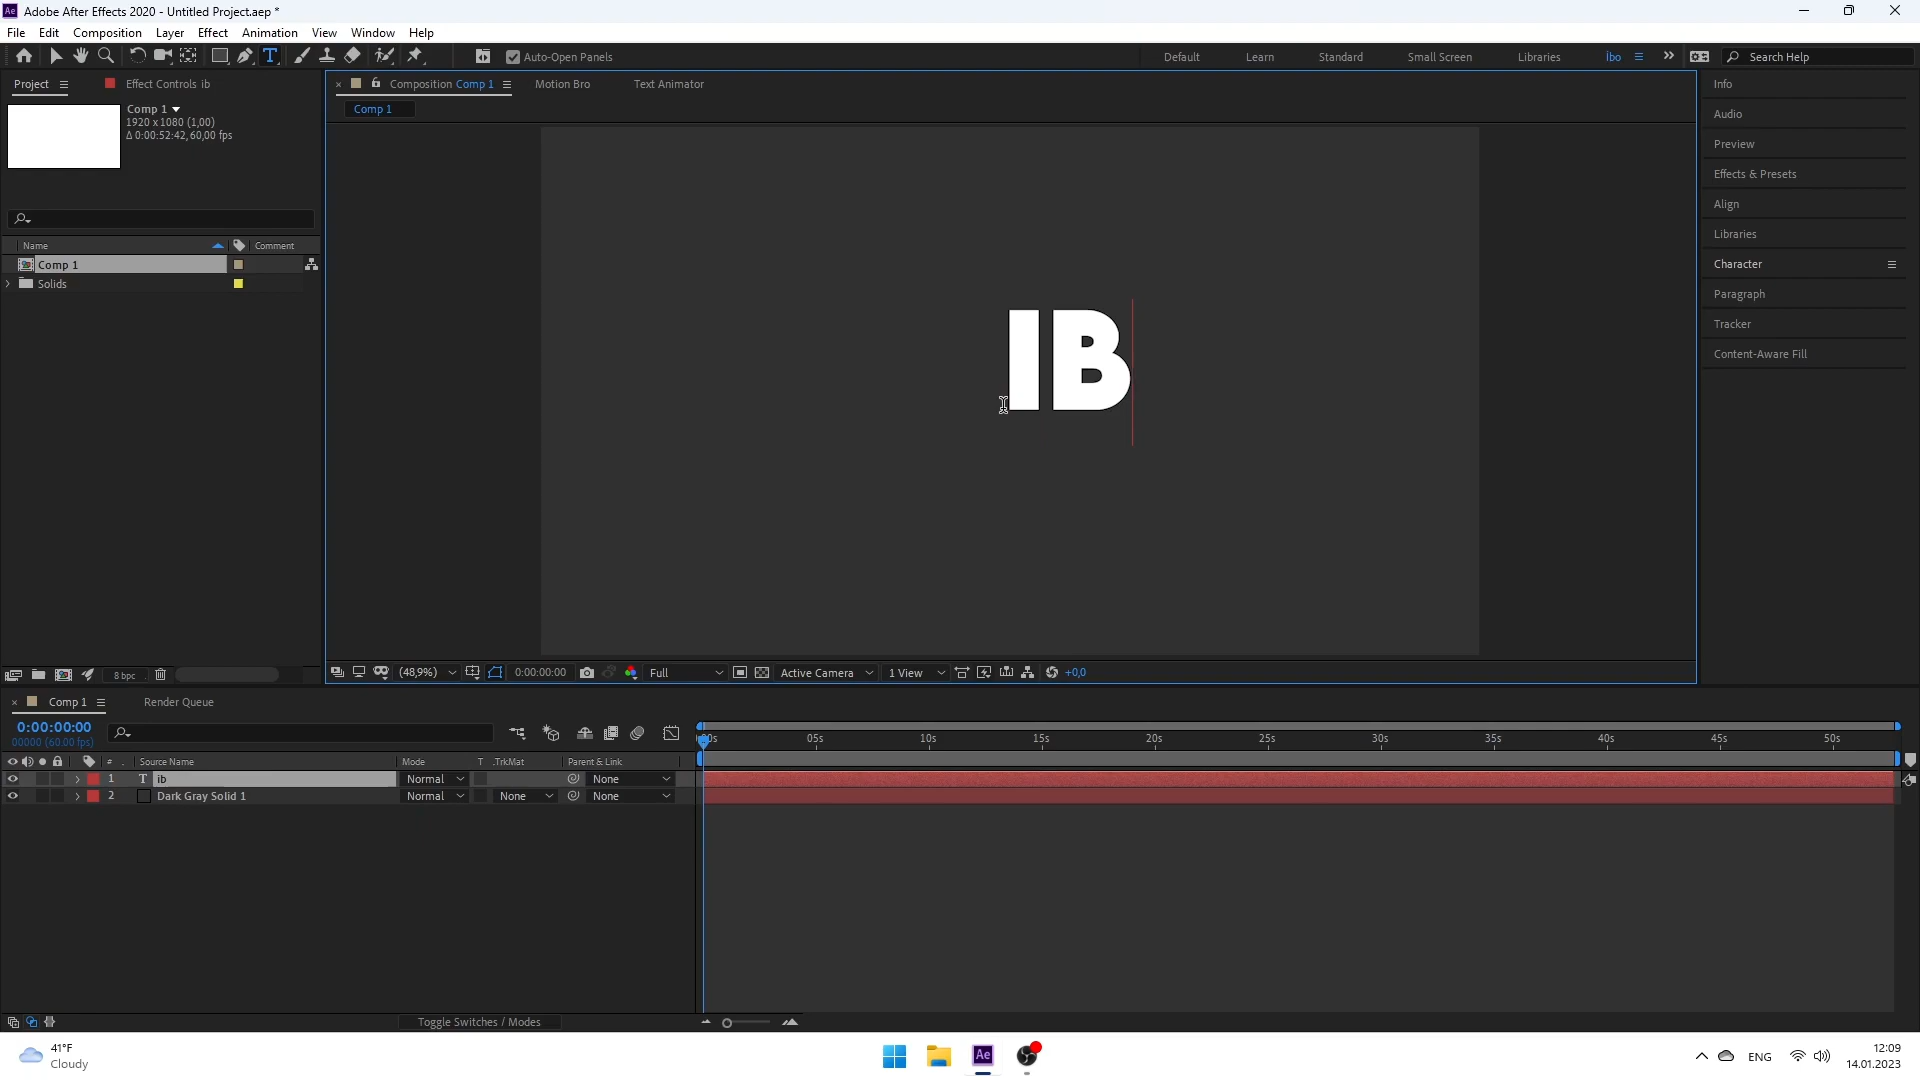 Adobe After Effects 2020 - Untitled Project.aep *
File Edit Composition Layer Effect Animation View Window Help
Auto-Open Panels
Default Learn Standard Small Screen Libraries İbo
Search Help
Project
Effect Controls ib
Composition Comp 1
Motion Bro
Text Animator
Comp 1
Comp 1
1920 x 1080 (1,00)
Δ 0:00:52:42, 60,00 fps
Name
Comment
Comp 1
Solids
8 bpc
IB
Info
Audio
Preview
Effects & Presets
Align
Libraries
Character
Paragraph
Tracker
Content-Aware Fill
(48,9%)
0:00:00:00
Full
Active Camera
1 View
+0,0
Comp 1
Render Queue
0:00:00:00
00000 (60.00 fps)
05s 10s 15s 20s 25s 30s 35s 40s 45s 50s
# Source Name Mode T .TrkMat Parent & Link
1 T ib Normal None
2 Dark Gray Solid 1 Normal None None
Toggle Switches / Modes
41°F
Cloudy
Ae
ENG
12:09
14.01.2023